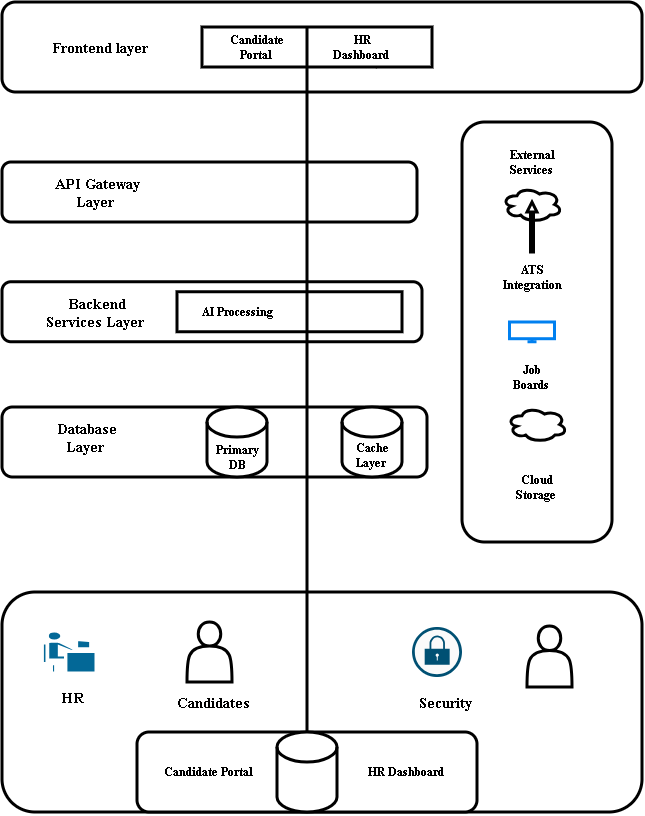 Frontend layer
Candidate
Portal
HR
Dashboard
External
Services
API Gateway
Layer
ATS
Integration
Backend
Services Layer
AI Processing
Job
Boards
Database
Layer
Primary
DB
Cache
Layer
Cloud
Storage
HR
Candidates
Security
Candidate Portal
HR Dashboard